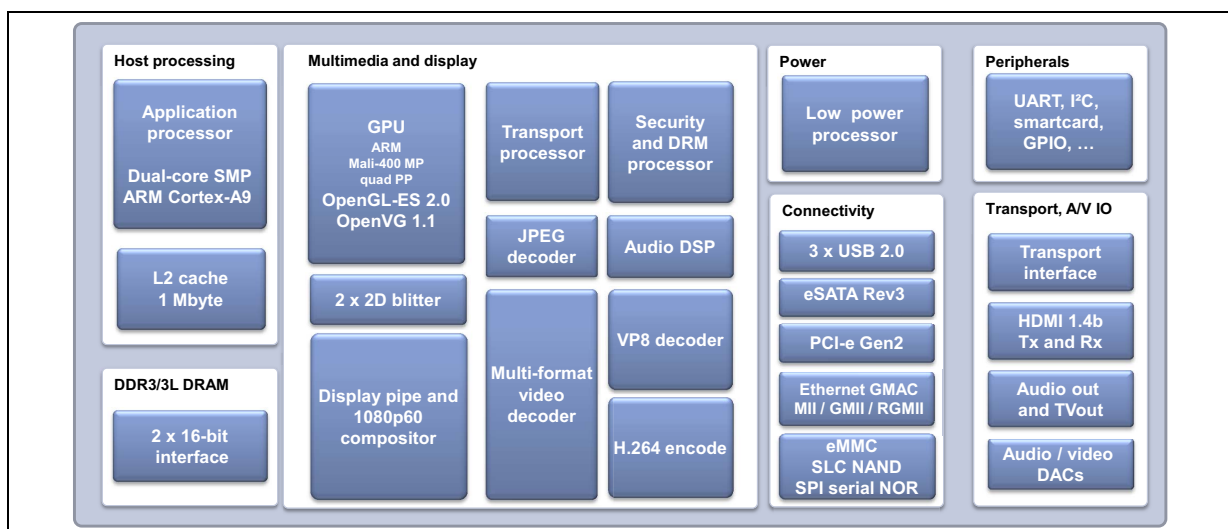 Host processing
Application
processor
Dual-core SMP
ARM Cortex-A9
L2 cache
1 Mbyte
DDR3/3L DRAM
2 x 16-bit
interface
Multimedia and display
GPU
ARM
Mali-400 MP
quad PP
OpenGL-ES 2.0
OpenVG 1.1
2 x 2D blitter
Display pipe and
1080p60
compositor
Transport
processor
JPEG
decoder
Multi-format
video
decoder
Security
and DRM
processor
Audio DSP
VP8 decoder
H.264 encode
Power
Low power
processor
Connectivity
3 x USB 2.0
eSATA Rev3
PCI-e Gen2
Ethernet GMAC
MII / GMII / RGMII
eMMC
SLC NAND
SPI serial NOR
Peripherals
UART, I²C,
smartcard,
GPIO, ...
Transport, A/V IO
Transport
interface
HDMI 1.4b
Tx and Rx
Audio out
and TVout
Audio / video
DACs